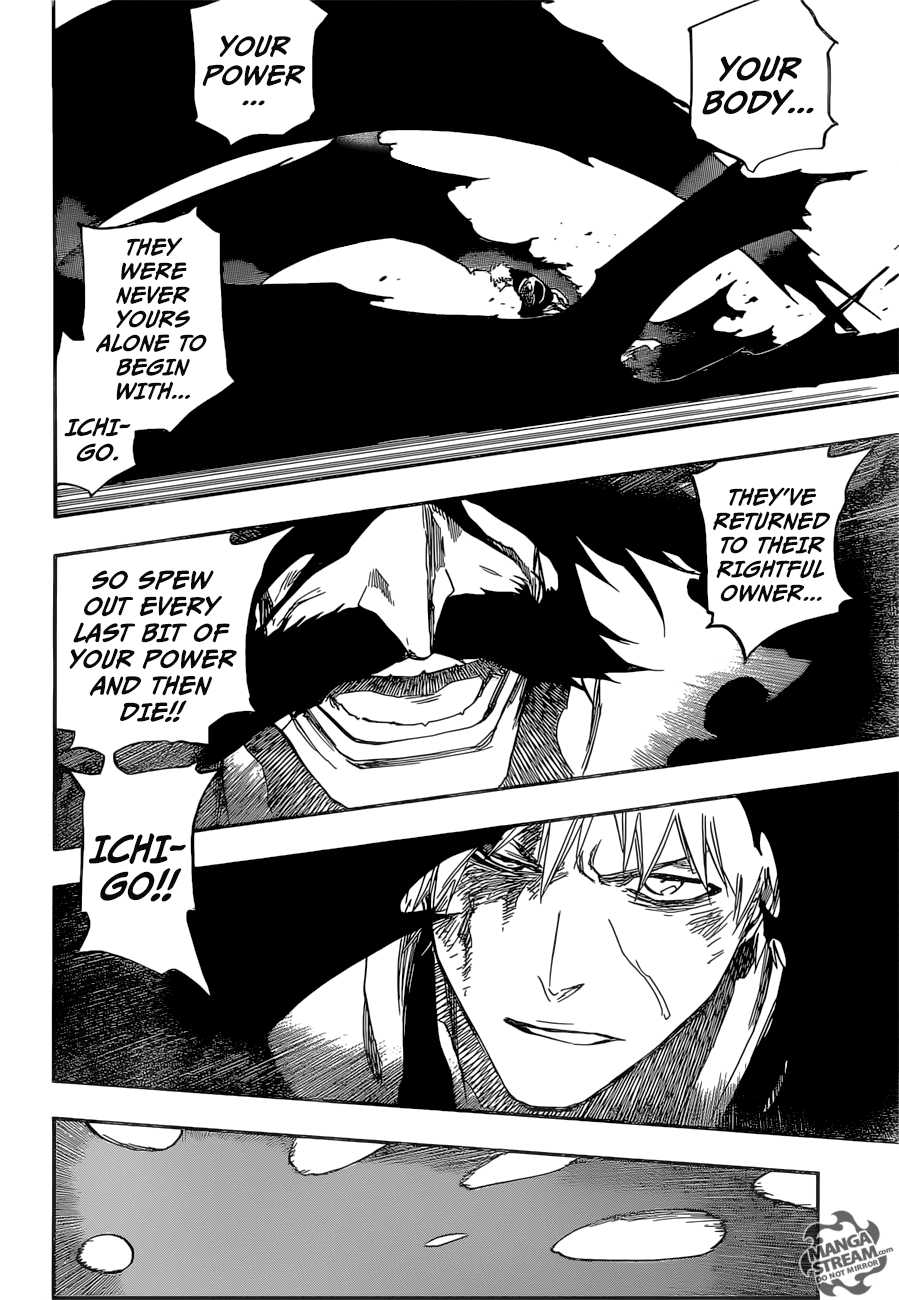 YOUR
BODY...
YOUR
POWER
...
THEY
WERE
NEVER
YOURS
ALONE TO
BEGIN
WITH...
ICHI-
GO.
THEY'VE
RETURNED
TO THEIR
RIGHTFUL
OWNER...
SO SPEW
OUT EVERY
LAST BIT OF
YOUR POWER
AND THEN
DIE!!
ICHI-
GO!!
MANGA
STREAM.com
DO NOT MIRROR